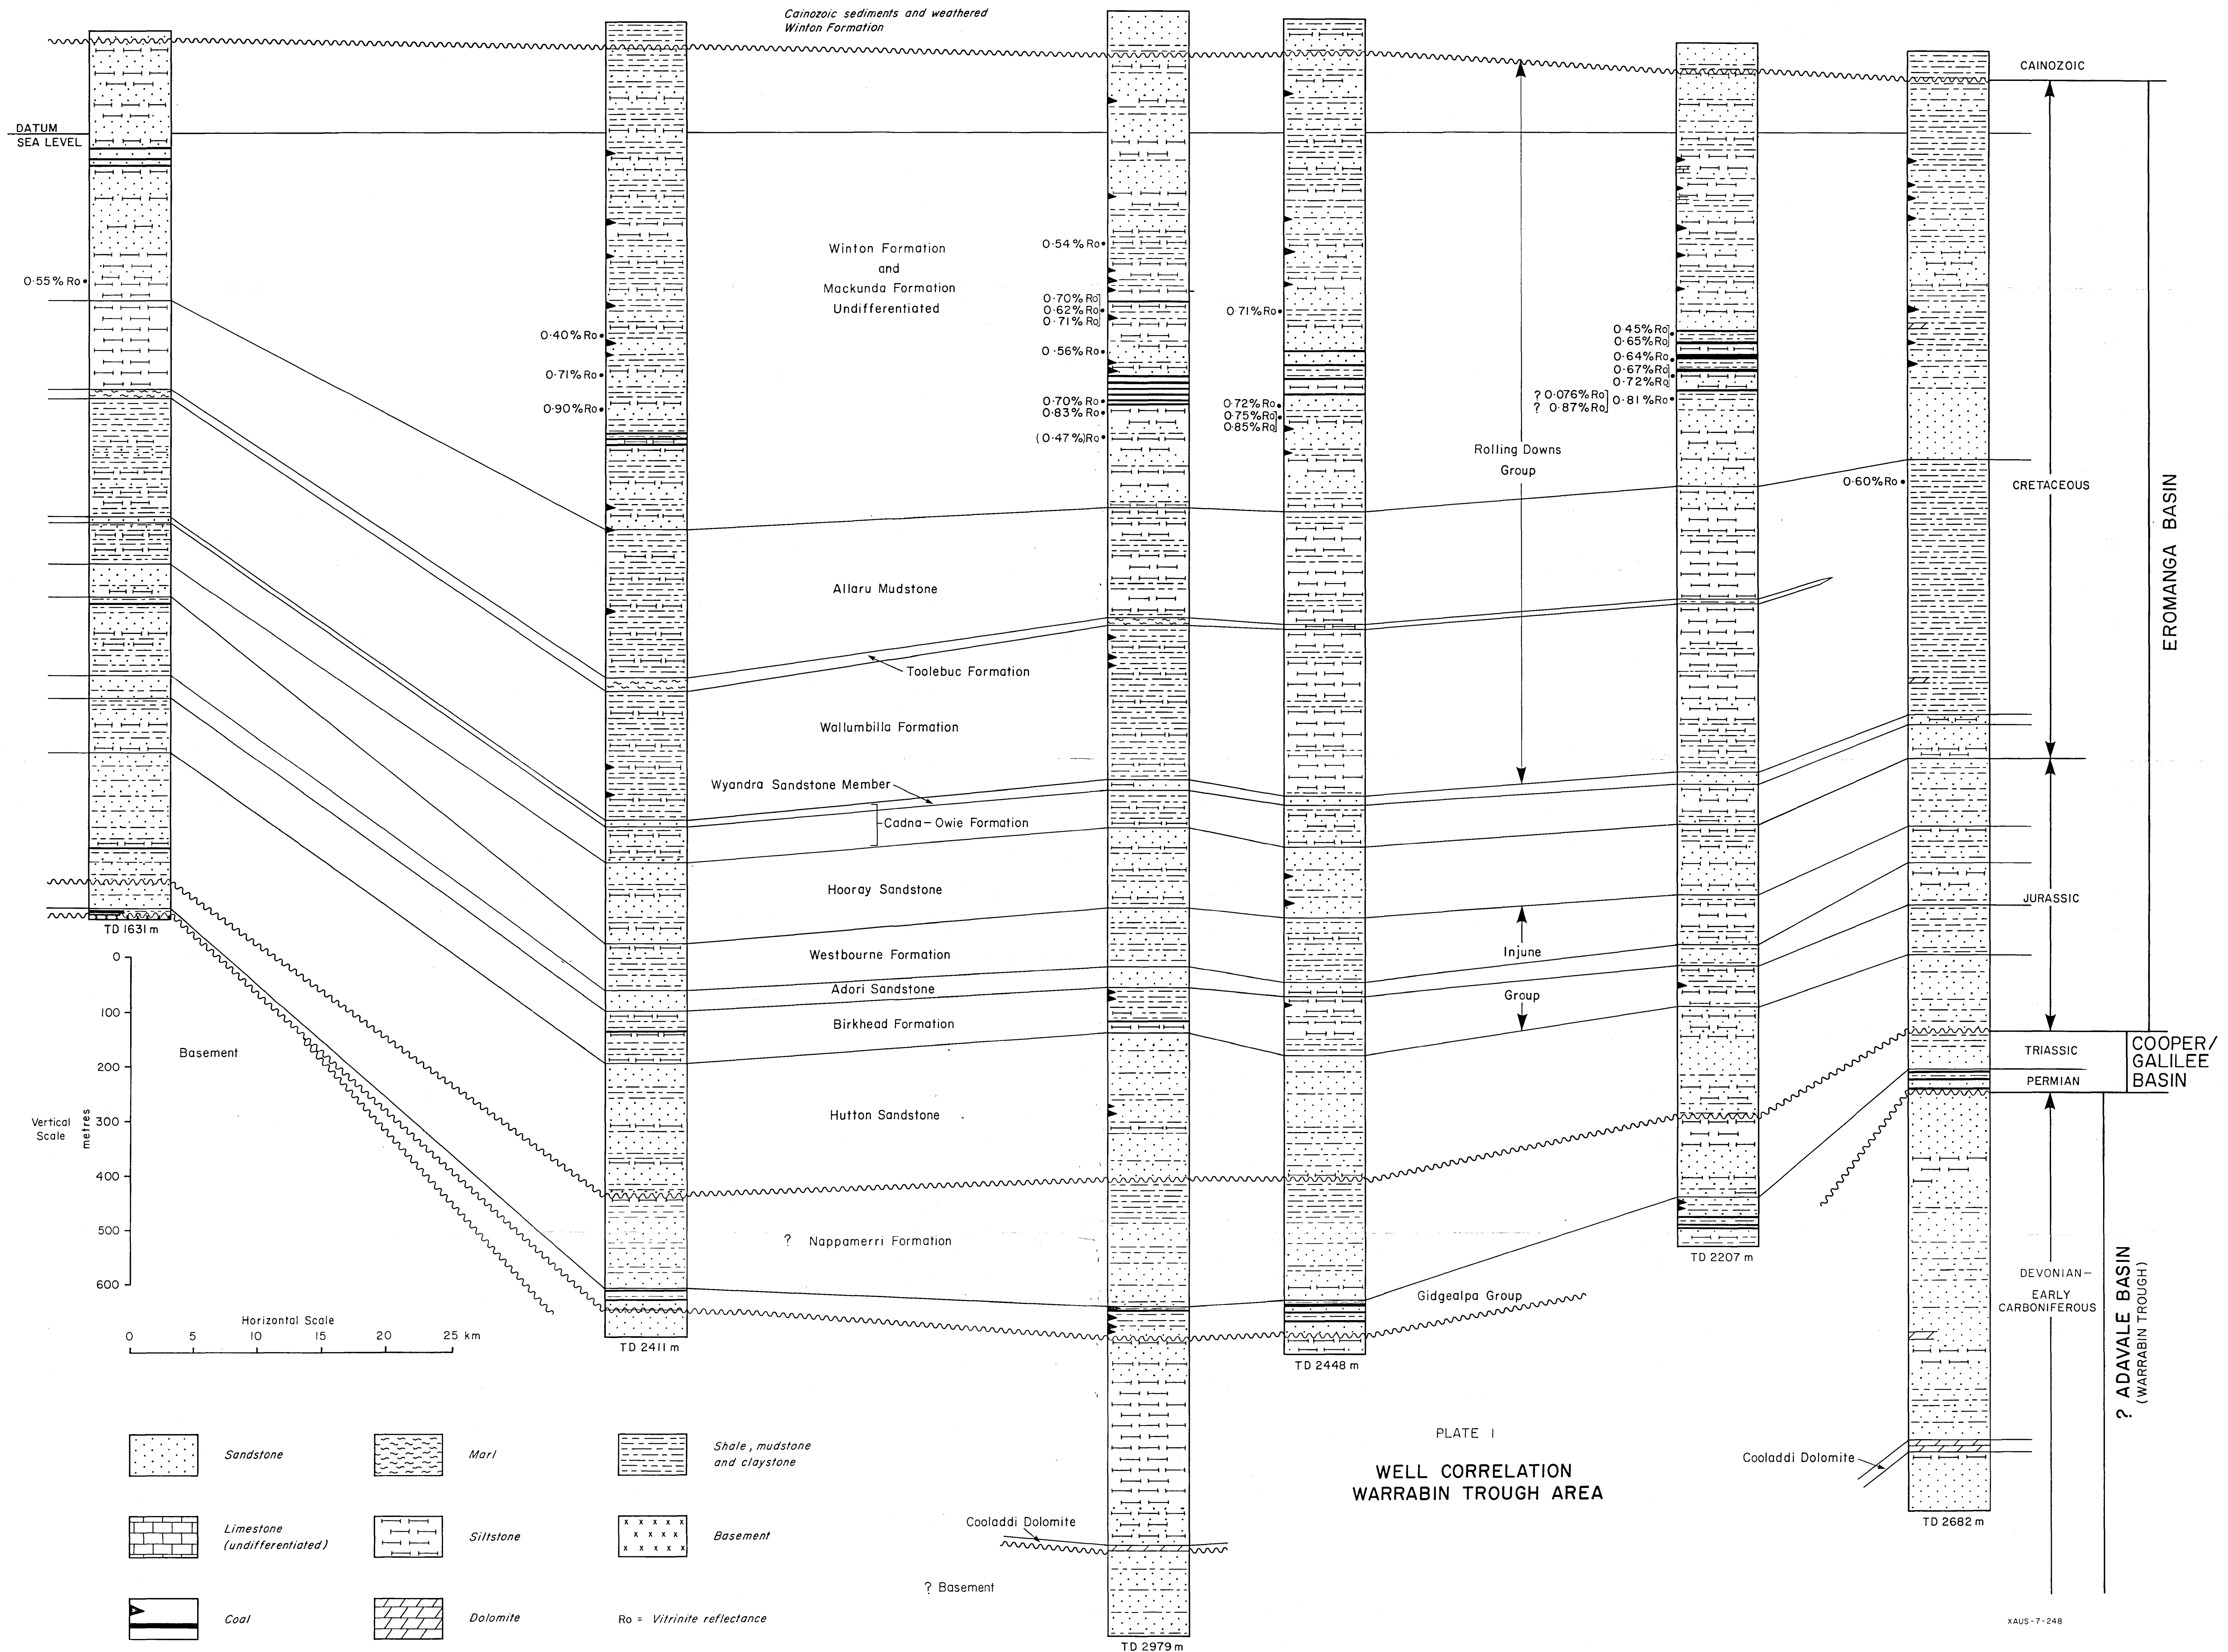 Cainozoic sediments and weathered
Winton Formation
CAINOZOIC
DATUM
SEA LEVEL
0·55% Ro
0·40% Ro
0·71% Ro
0·90% Ro
Winton Formation
and
Mackunda Formation
Undifferentiated
0·54% Ro
0·70% Ro
0·62% Ro
0·71% Ro
0·56% Ro
0·70% Ro
0·83% Ro
(0·47%)Ro
0·71% Ro
0·72% Ro
0·75% Ro
0·85% Ro
Rolling Downs
Group
0·45% Ro
0·65% Ro
0·64% Ro
0·67% Ro
0·72% Ro
? 0·076% Ro
? 0·87% Ro
0·81% Ro
0·60% Ro
CRETACEOUS
EROMANGA BASIN
Allaru Mudstone
Toolebuc Formation
Wallumbilla Formation
Wyandra Sandstone Member
Cadna-Owie Formation
Hooray Sandstone
Westbourne Formation
Injune
Group
Adori Sandstone
Birkhead Formation
Hutton Sandstone
? Nappamerri Formation
Gidgealpa Group
JURASSIC
TRIASSIC
PERMIAN
COOPER/
GALILEE
BASIN
DEVONIAN-
EARLY
CARBONIFEROUS
? ADAVALE BASIN
(WARRABIN TROUGH)
TD 1631 m
TD 2411 m
TD 2979 m
TD 2448 m
TD 2207 m
TD 2682 m
Basement
Vertical
Scale
metres
0
100
200
300
400
500
600
Horizontal Scale
0 5 10 15 20 25 km
Cooladdi Dolomite
Cooladdi Dolomite
? Basement
PLATE 1
WELL CORRELATION
WARRABIN TROUGH AREA
Sandstone
Marl
Shale, mudstone
and claystone
Limestone
(undifferentiated)
Siltstone
Basement
Coal
Dolomite
Ro = Vitrinite reflectance
XAUS-7-248